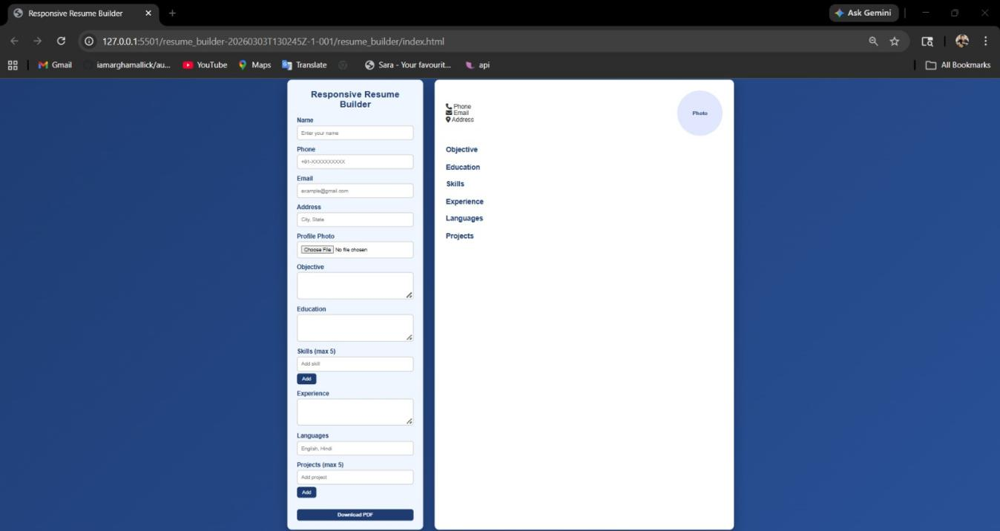 Responsive Resume Builder
Ask Gemini
127.0.0.1:5501/resume_builder-20260303T130245Z-1-001/resume_builder/index.html
Gmail
iamarghamallick/au...
YouTube
Maps
Translate
Sara - Your favourit...
api
All Bookmarks
Responsive Resume
Builder
Name
Enter your name
Phone
+91-XXXXXXXXXX
Email
example@gmail.com
Address
City, State
Profile Photo
Choose File No file chosen
Objective
Education
Skills (max 5)
Add skill
Add
Experience
Languages
English, Hindi
Projects (max 5)
Add project
Add
Download PDF
Phone
Email
Address
Photo
Objective
Education
Skills
Experience
Languages
Projects